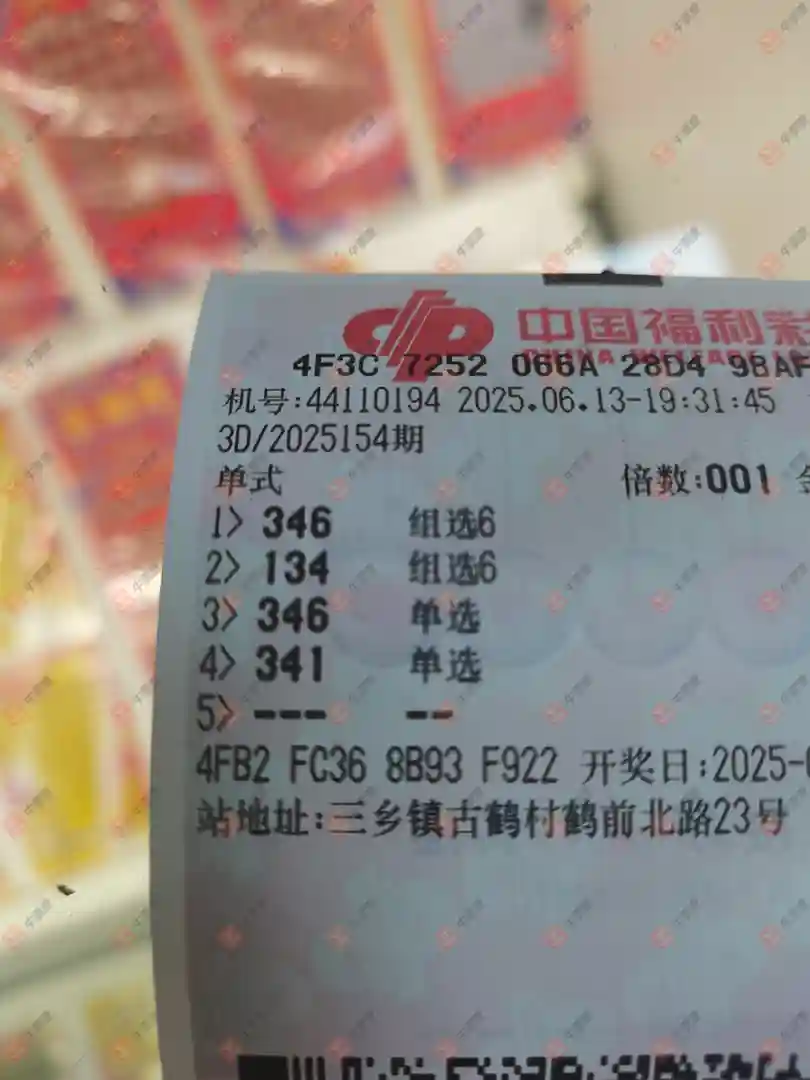 中国福利彩
4F3C 7252 066A 28D4 9BAF
机号:44110194 2025.06.13-19:31:45
3D/2025154期
单式 倍数:001 金
1> 346 组选6
2> 134 组选6
3> 346 单选
4> 341 单选
5> --- --
4FB2 FC36 8B93 F922 开奖日:2025-0
站地址:三乡镇古鹤村鹤前北路23号